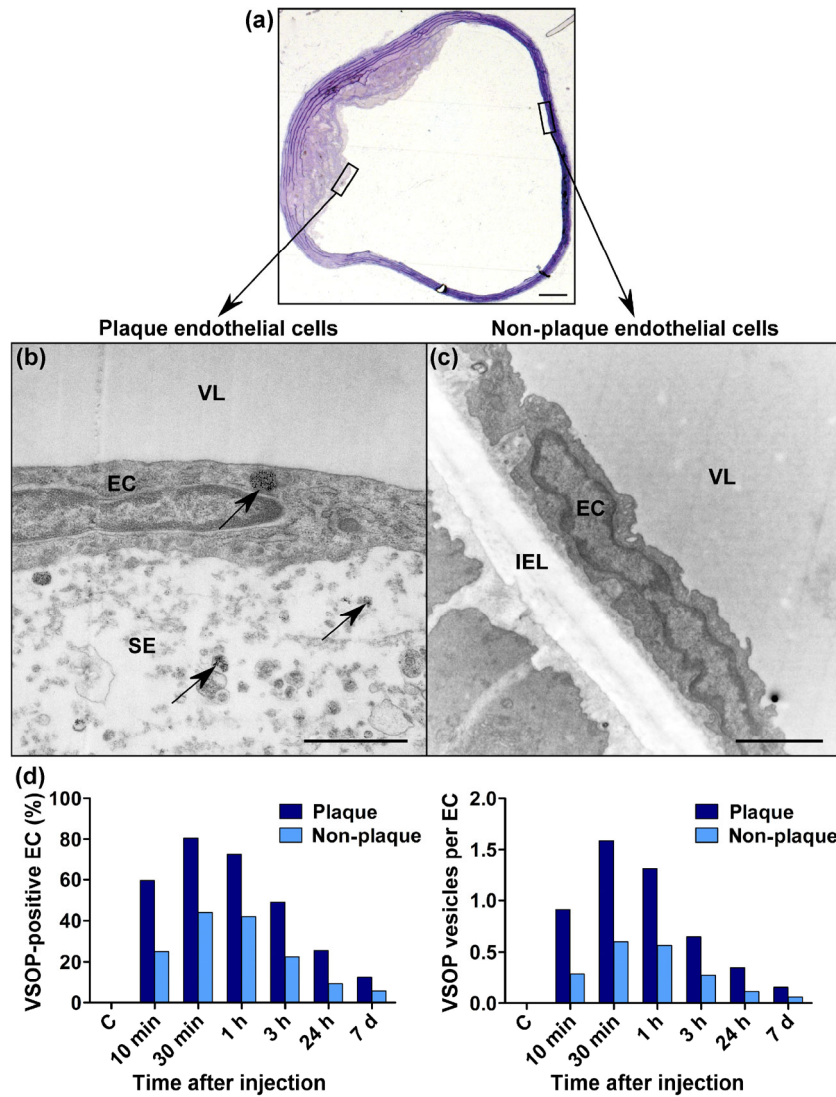 (a)
Plaque endothelial cells
Non-plaque endothelial cells
(b)
VL
EC
SE
(c)
VL
EC
IEL
(d)
VSOP-positive EC (%)
100
80
60
40
20
0
Plaque
Non-plaque
C
10 min
30 min
1 h
3 h
24 h
7 d
Time after injection
VSOP vesicles per EC
2.0
1.5
1.0
0.5
0.0
Plaque
Non-plaque
C
10 min
30 min
1 h
3 h
24 h
7 d
Time after injection